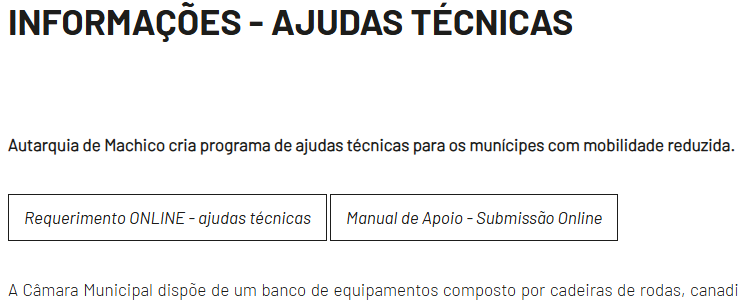 INFORMAÇÕES - AJUDAS TÉCNICAS
Autarquia de Machico cria programa de ajudas técnicas para os munícipes com mobilidade reduzida.
Requerimento ONLINE - ajudas técnicas
Manual de Apoio - Submissão Online
A Câmara Municipal dispõe de um banco de equipamentos composto por cadeiras de rodas, canadi